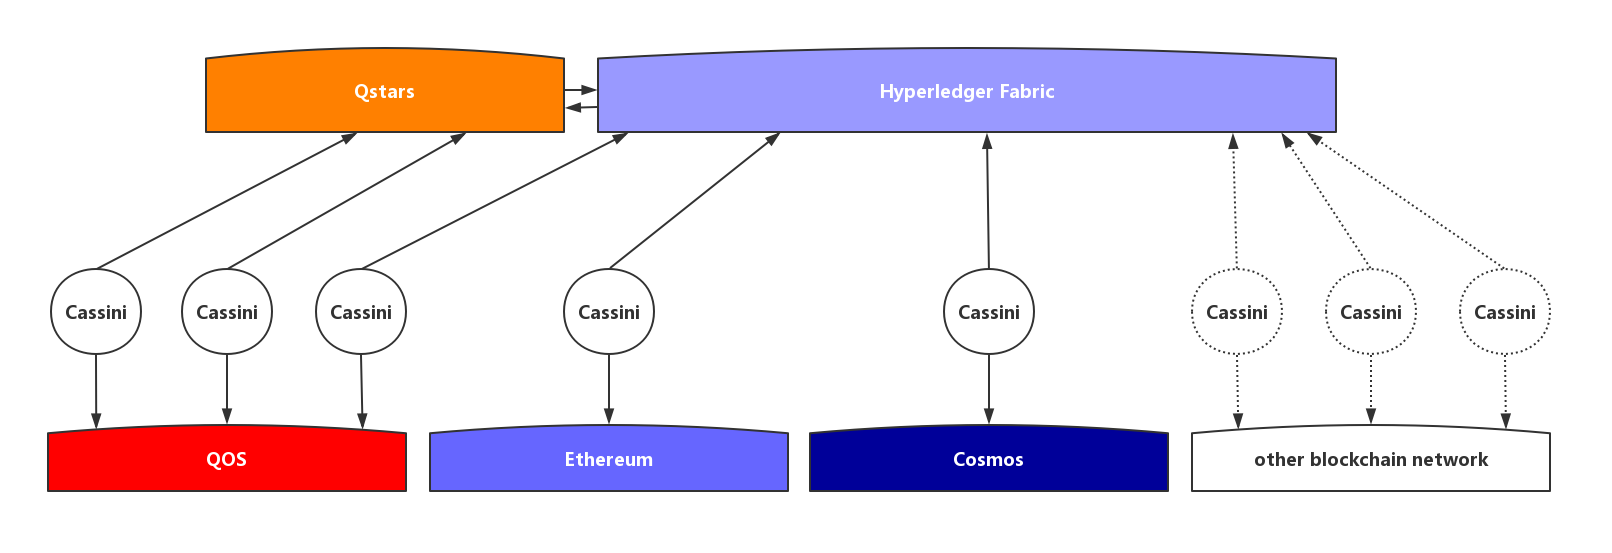 Qstars
Hyperledger Fabric
Cassini
Cassini
Cassini
Cassini
Cassini
Cassini
Cassini
Cassini
QOS
Ethereum
Cosmos
other blockchain network